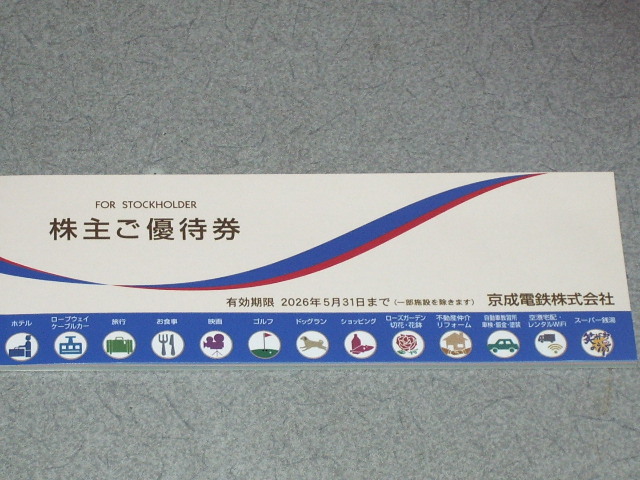 FOR STOCKHOLDER
株主ご優待券
有効期限 2026年5月31日まで (一部施設を除きます) 京成電鉄株式会社
ホテル
ロープウェイ
ケーブルカー
旅行
お食事
映画
ゴルフ
ドッグラン
ショッピング
ローズガーデン
切花・花鉢
不動産仲介
リフォーム
自動車教習所
車検・鈑金・塗装
空港宅配・
レンタルWiFi
スーパー銭湯